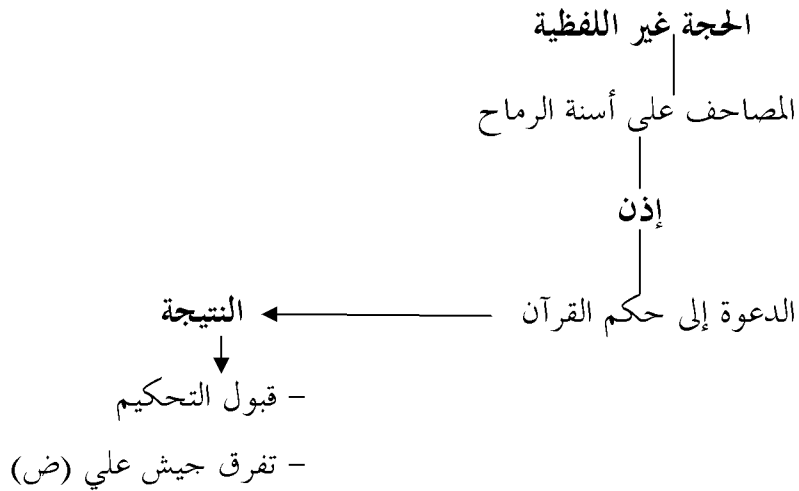 الحجة غير اللفظية
المصاحف على أسنة الرماح
إذن
الدعوة إلى حكم القرآن
النتيجة
– قبول التحكيم
– تفرق جيش علي (ض)